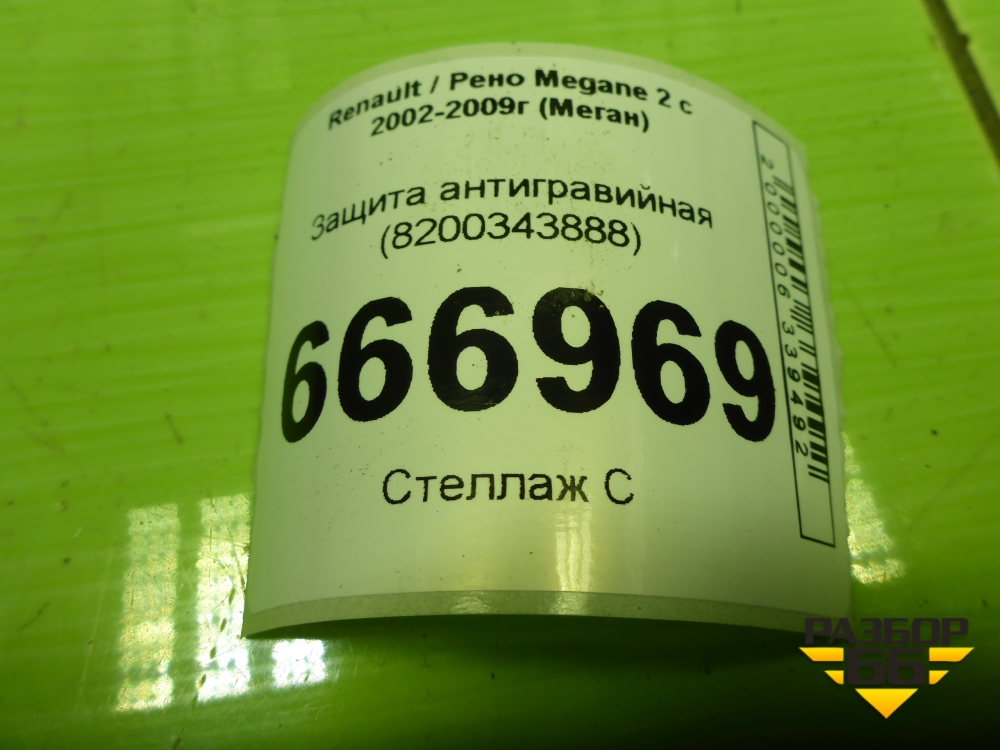 Renault / Рено Megane 2 с
2002-2009г (Меган)
Защита антигравийная
(8200343888)
666969
Стеллаж С
2000006339492
РАЗБОР
66